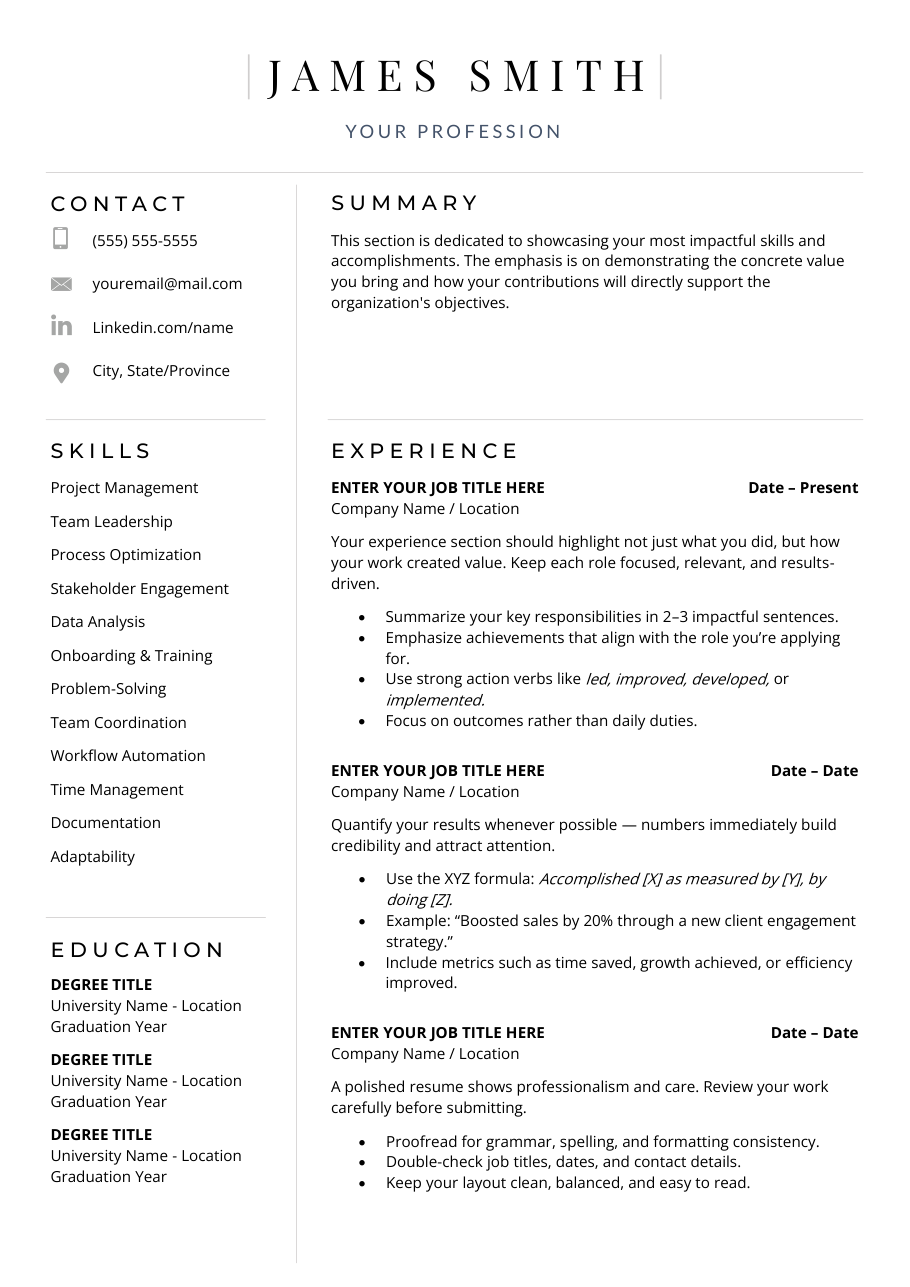 JAMES SMITH
YOUR PROFESSION
CONTACT
(555) 555-5555
youremail@mail.com
Linkedin.com/name
City, State/Province
SKILLS
Project Management
Team Leadership
Process Optimization
Stakeholder Engagement
Data Analysis
Onboarding & Training
Problem-Solving
Team Coordination
Workflow Automation
Time Management
Documentation
Adaptability
EDUCATION
DEGREE TITLE
University Name - Location
Graduation Year
DEGREE TITLE
University Name - Location
Graduation Year
DEGREE TITLE
University Name - Location
Graduation Year
SUMMARY
This section is dedicated to showcasing your most impactful skills and
accomplishments. The emphasis is on demonstrating the concrete value
you bring and how your contributions will directly support the
organization's objectives.
EXPERIENCE
ENTER YOUR JOB TITLE HERE Date – Present
Company Name / Location
Your experience section should highlight not just what you did, but how
your work created value. Keep each role focused, relevant, and results-
driven.
• Summarize your key responsibilities in 2–3 impactful sentences.
• Emphasize achievements that align with the role you’re applying
for.
• Use strong action verbs like led, improved, developed, or
implemented.
• Focus on outcomes rather than daily duties.
ENTER YOUR JOB TITLE HERE Date – Date
Company Name / Location
Quantify your results whenever possible — numbers immediately build
credibility and attract attention.
• Use the XYZ formula: Accomplished [X] as measured by [Y], by
doing [Z].
• Example: “Boosted sales by 20% through a new client engagement
strategy.”
• Include metrics such as time saved, growth achieved, or efficiency
improved.
ENTER YOUR JOB TITLE HERE Date – Date
Company Name / Location
A polished resume shows professionalism and care. Review your work
carefully before submitting.
• Proofread for grammar, spelling, and formatting consistency.
• Double-check job titles, dates, and contact details.
• Keep your layout clean, balanced, and easy to read.